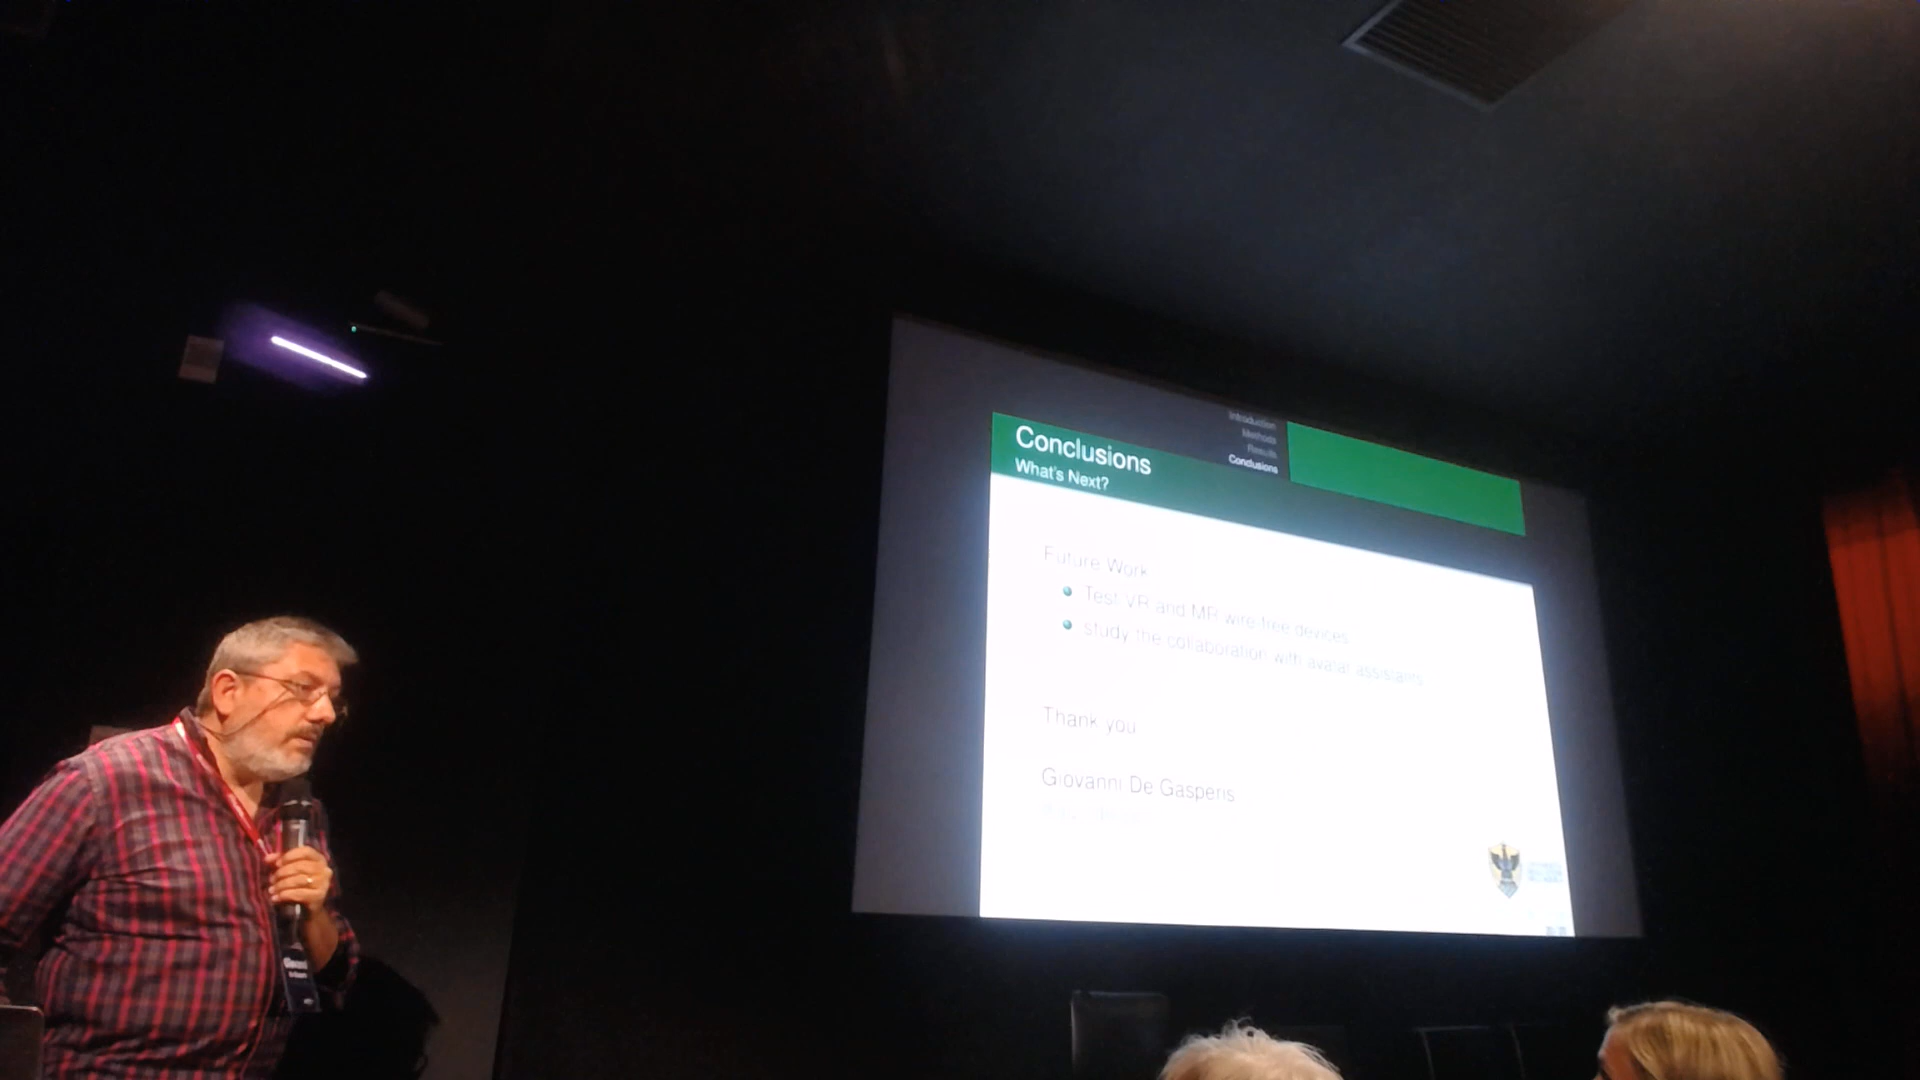 Introduction
Methods
Results
Conclusions
Conclusions
What's Next?
Future Work
Test VR and MR wire-free devices
study the collaboration with avatar assistants
Thank you
Giovanni De Gasperis
Giovanni